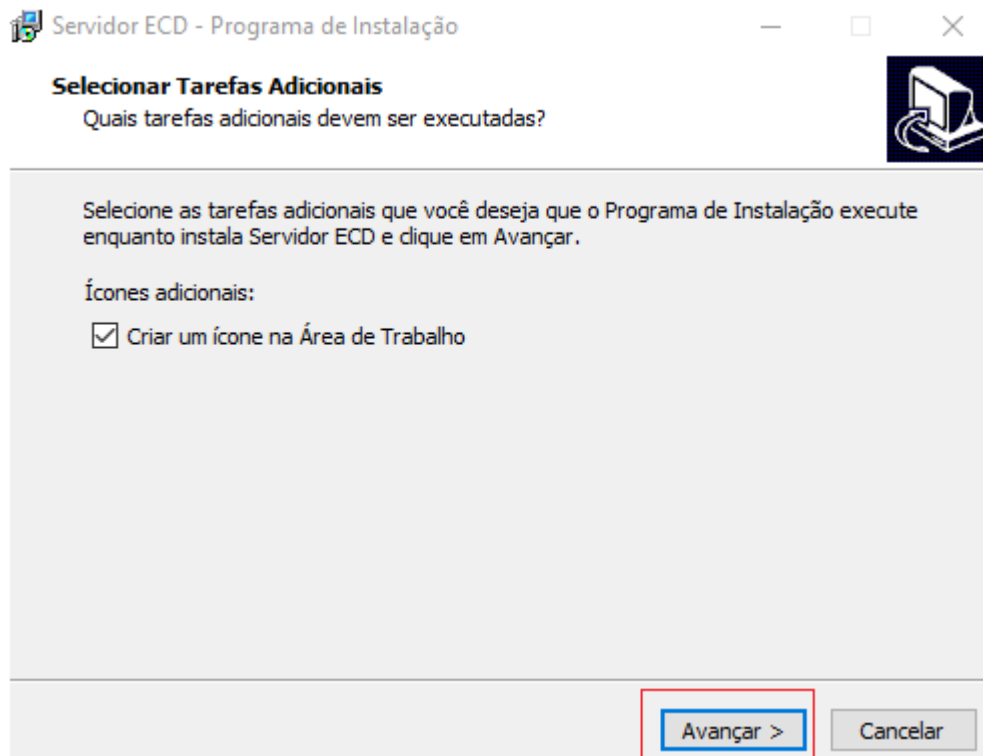 Servidor ECD - Programa de Instalação
Selecionar Tarefas Adicionais
Quais tarefas adicionais devem ser executadas?
Selecione as tarefas adicionais que você deseja que o Programa de Instalação execute
enquanto instala Servidor ECD e clique em Avançar.
Ícones adicionais:
Criar um ícone na Área de Trabalho
Avançar >
Cancelar